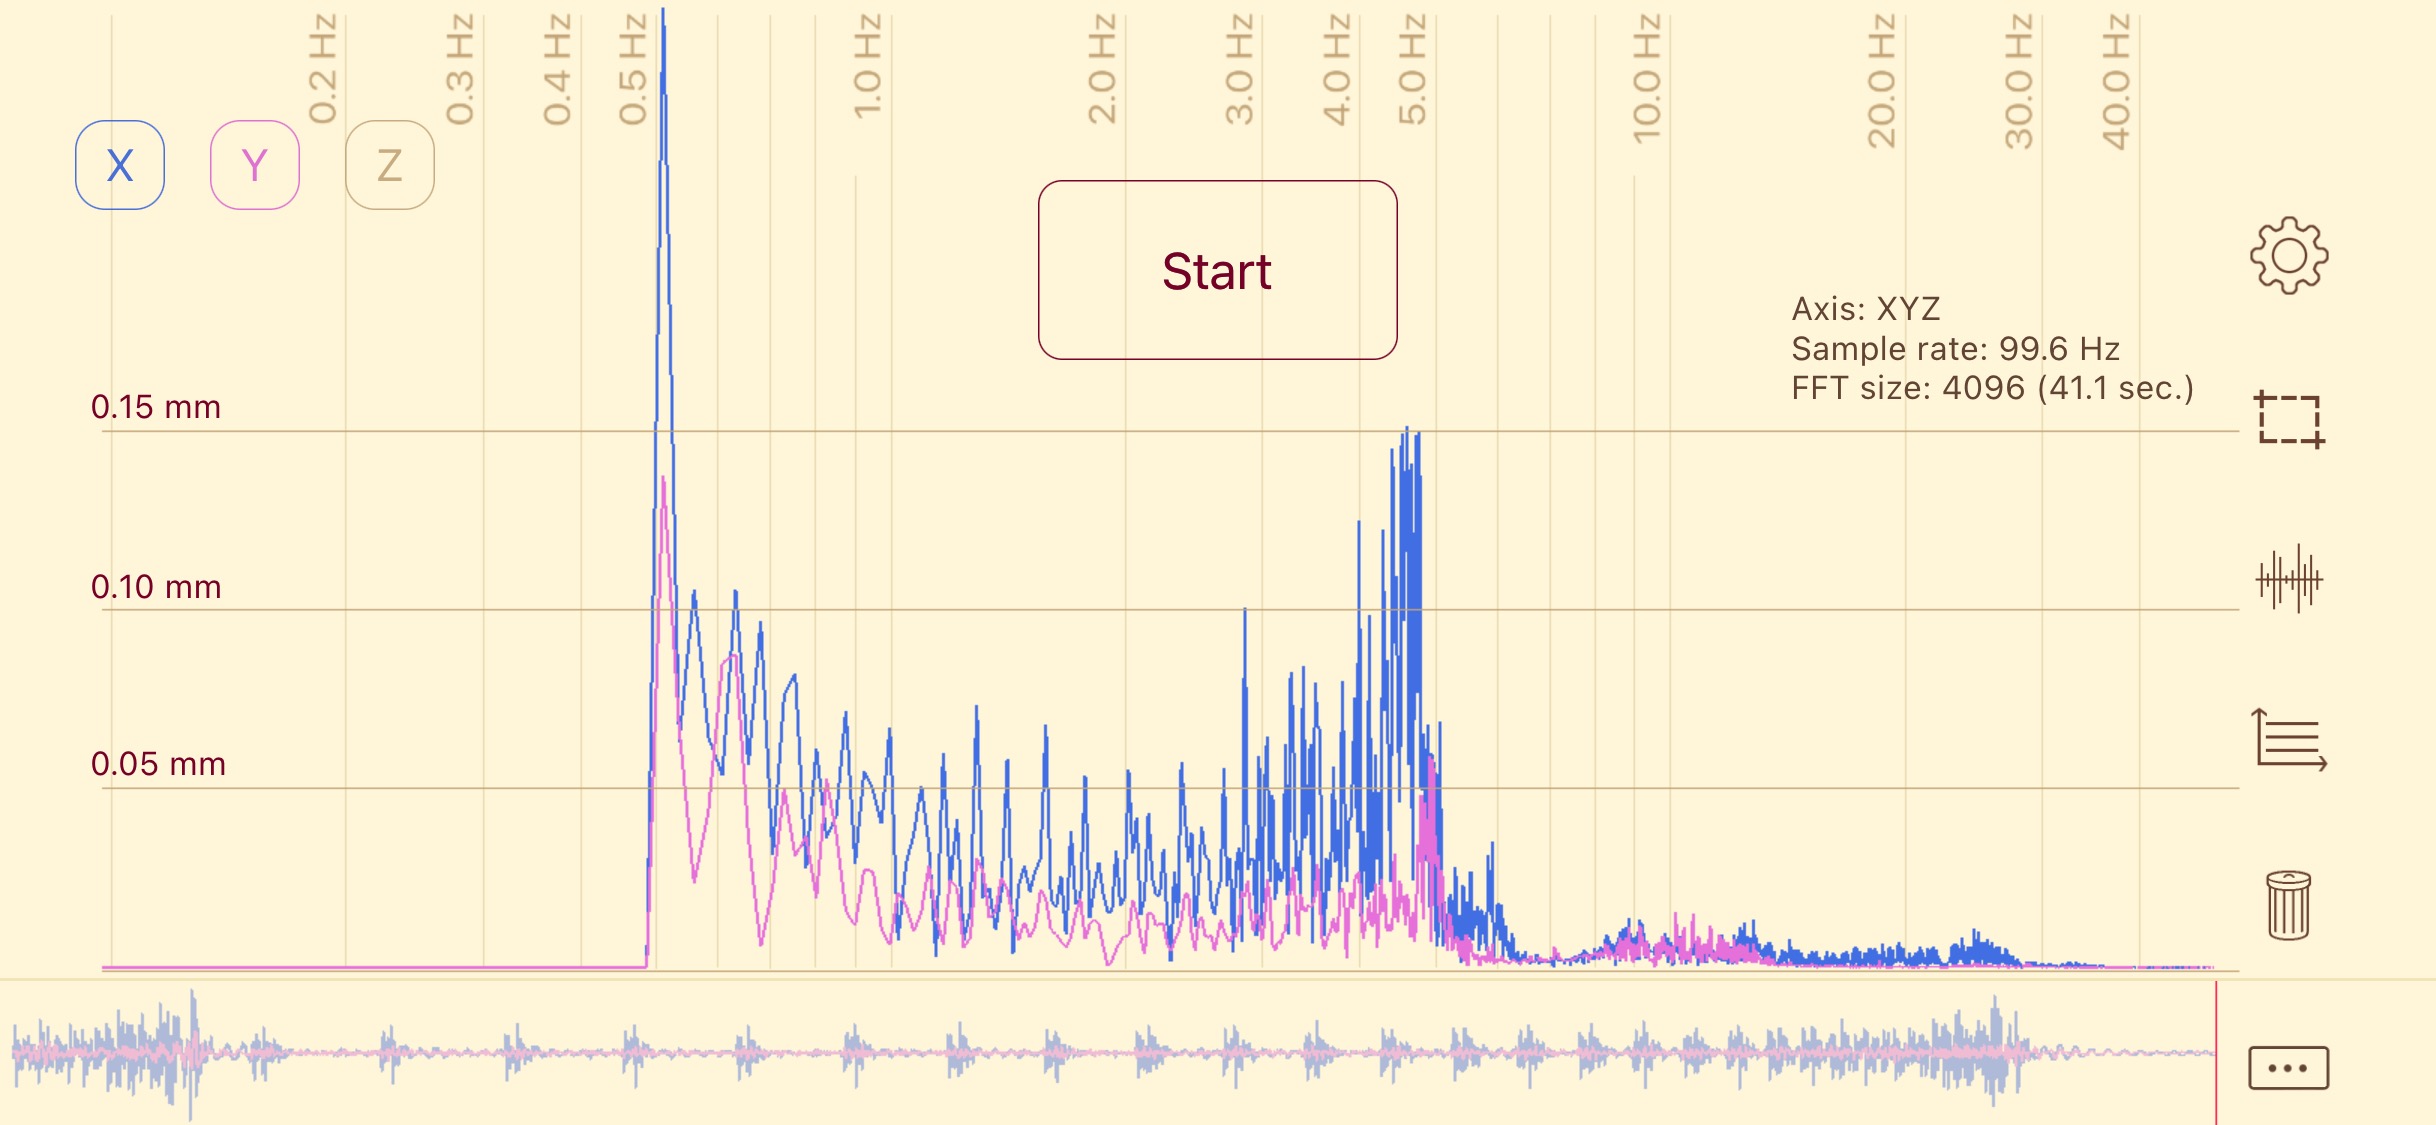 0.2 Hz
0.3 Hz
0.4 Hz
0.5 Hz
1.0 Hz
2.0 Hz
3.0 Hz
4.0 Hz
5.0 Hz
10.0 Hz
20.0 Hz
30.0 Hz
40.0 Hz
X
Y
Z
Start
Axis: XYZ
Sample rate: 99.6 Hz
FFT size: 4096 (41.1 sec.)
0.15 mm
0.10 mm
0.05 mm